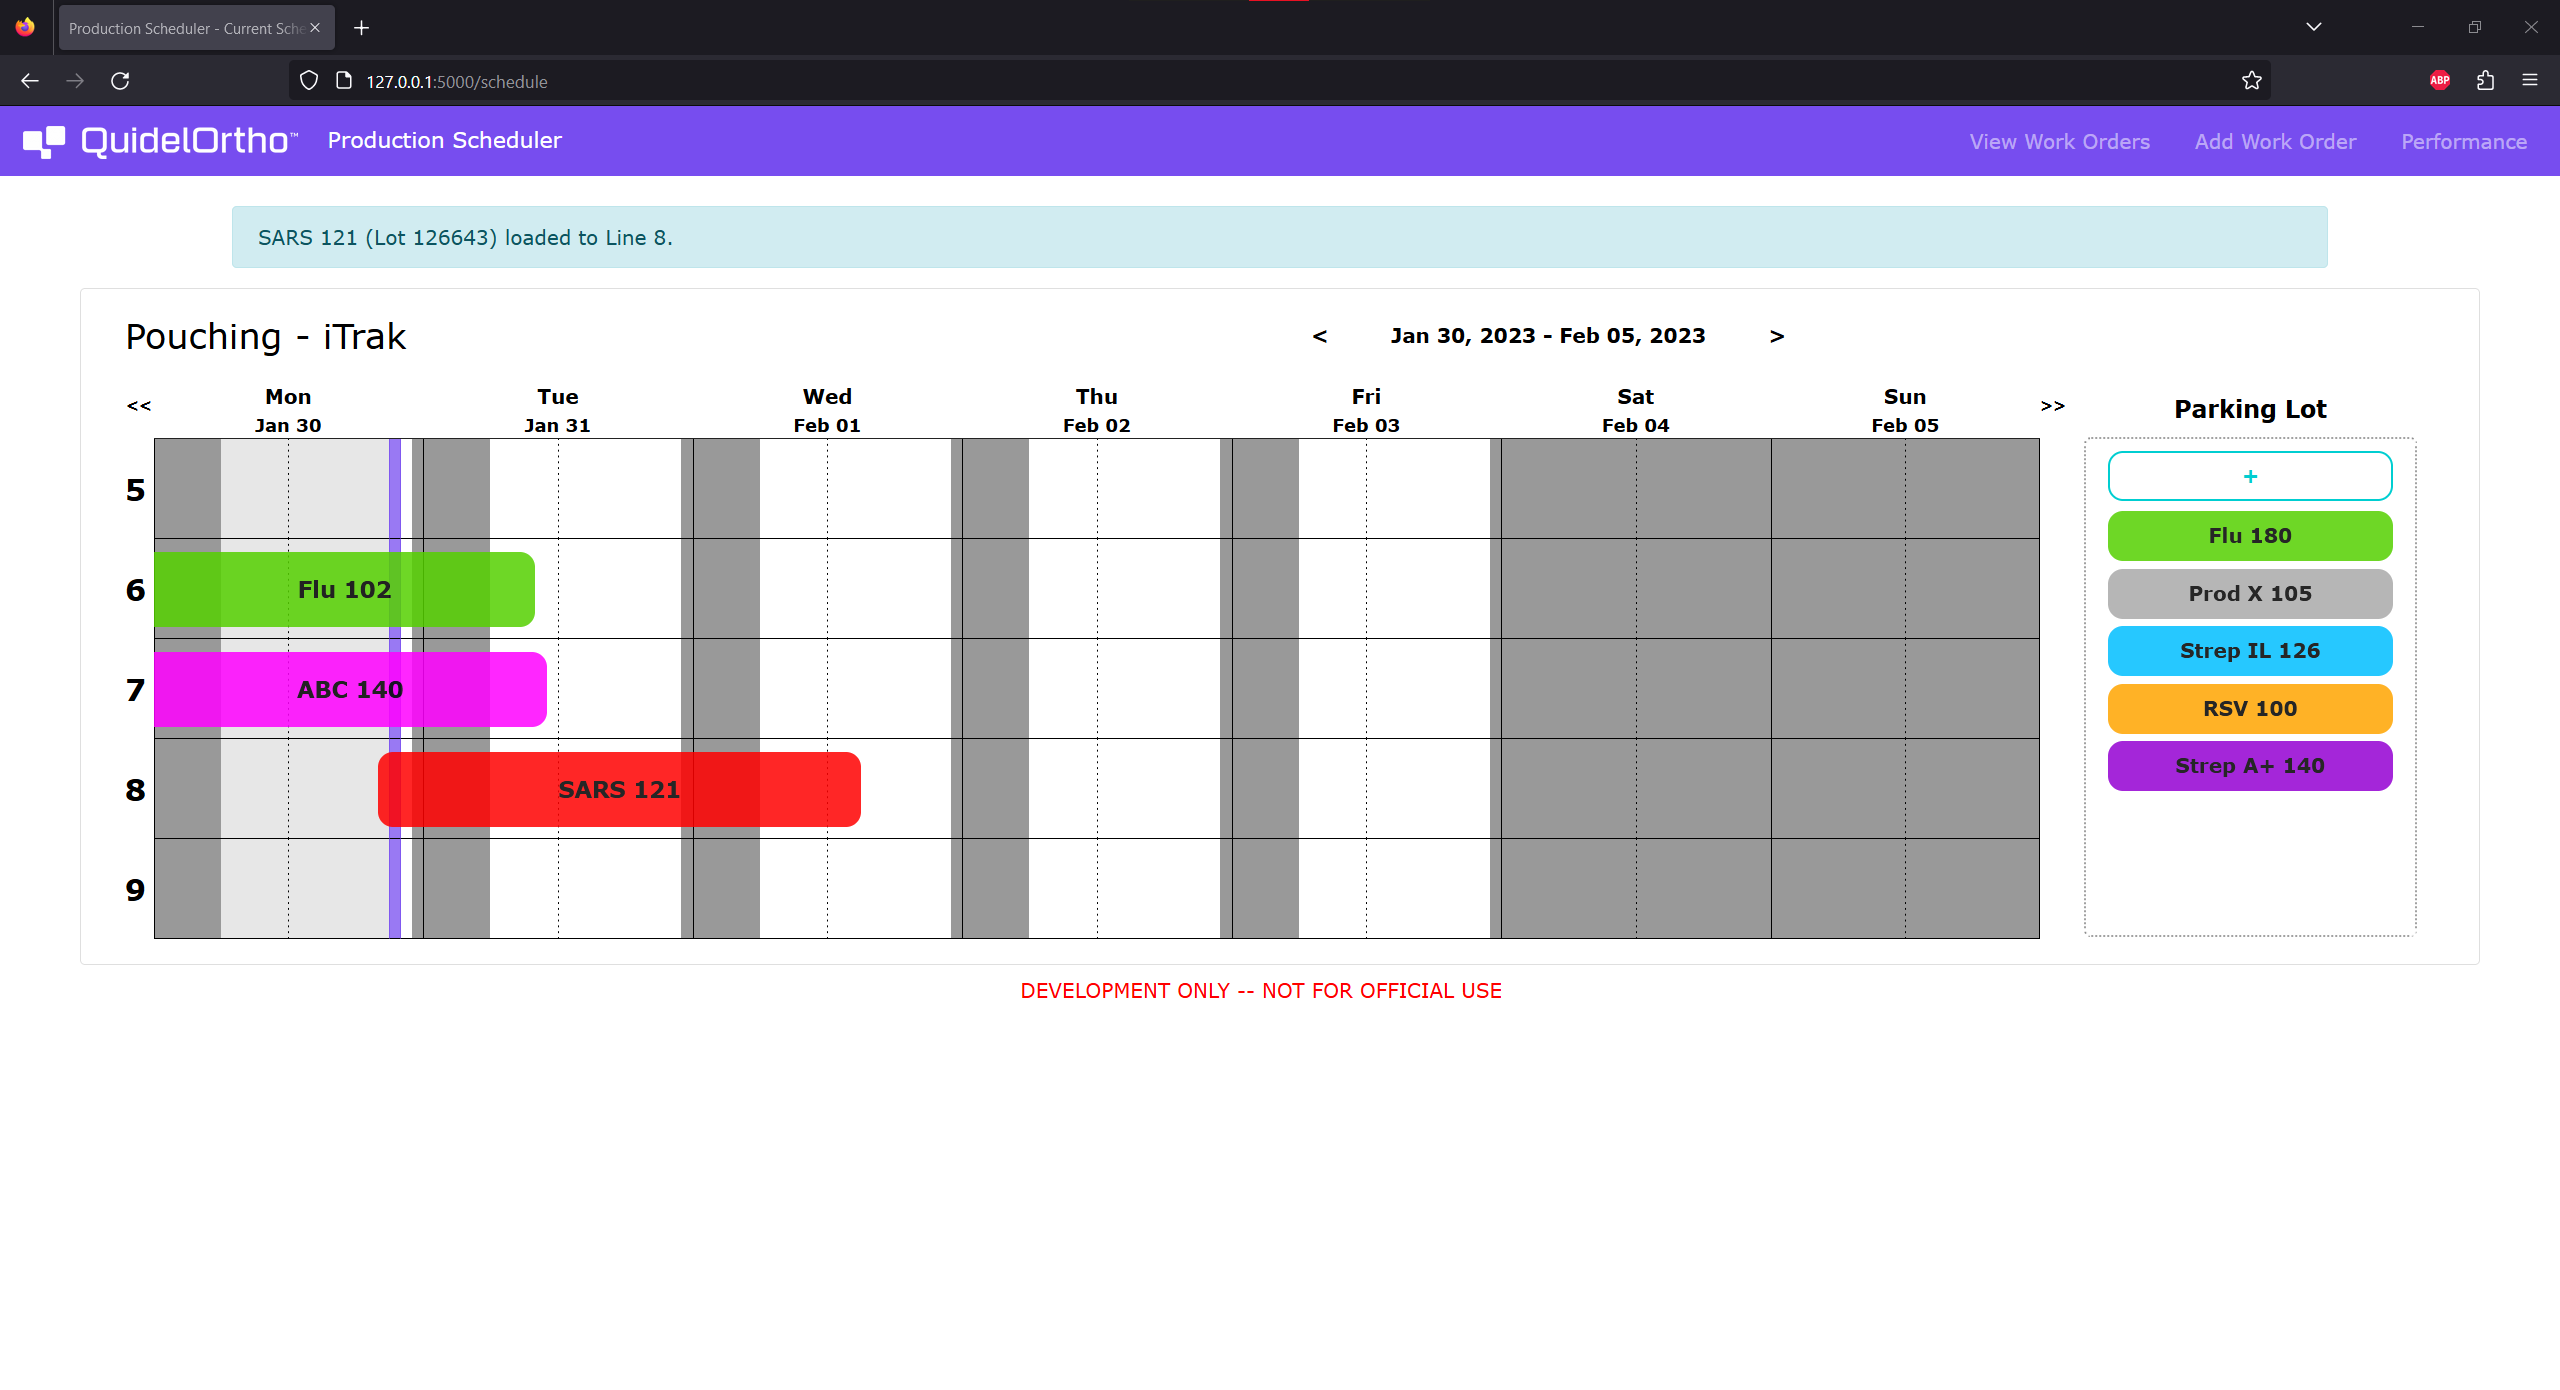 Production Scheduler - Current Sche
127.0.0.1:5000/schedule
ABP
QuidelOrtho™ Production Scheduler View Work Orders Add Work Order Performance
SARS 121 (Lot 126643) loaded to Line 8.
Pouching - iTrak < Jan 30, 2023 - Feb 05, 2023 >
<< Mon Tue Wed Thu Fri Sat Sun >>
Jan 30 Jan 31 Feb 01 Feb 02 Feb 03 Feb 04 Feb 05
Parking Lot
5
6 Flu 102
7 ABC 140
8 SARS 121
9
+
Flu 180
Prod X 105
Strep IL 126
RSV 100
Strep A+ 140
DEVELOPMENT ONLY -- NOT FOR OFFICIAL USE